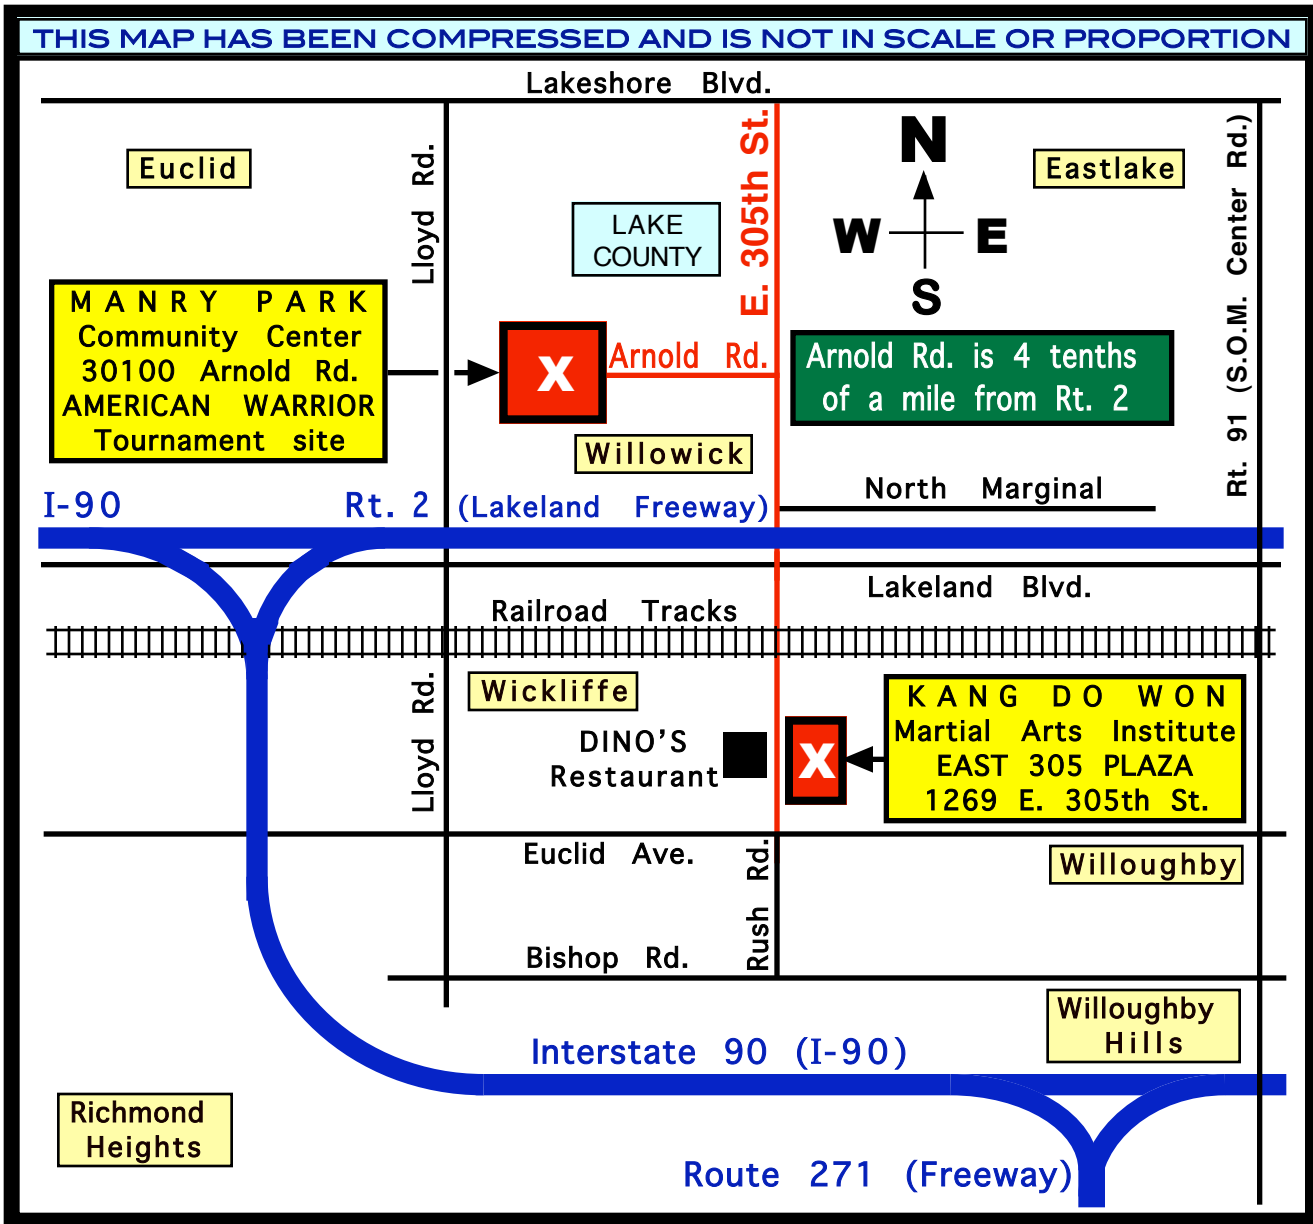 THIS MAP HAS BEEN COMPRESSED AND IS NOT IN SCALE OR PROPORTION
Lakeshore Blvd.
Euclid
Lloyd Rd.
E. 305th St.
N
W E
S
Eastlake
Rt. 91 (S.O.M. Center Rd.)
LAKE
COUNTY
MANRY PARK
Community Center
30100 Arnold Rd.
AMERICAN WARRIOR
Tournament site
X
Arnold Rd.
Arnold Rd. is 4 tenths
of a mile from Rt. 2
Willowick
North Marginal
I-90
Rt. 2 (Lakeland Freeway)
Lakeland Blvd.
Railroad Tracks
Lloyd Rd.
Wickliffe
DINO'S
Restaurant
X
KANG DO WON
Martial Arts Institute
EAST 305 PLAZA
1269 E. 305th St.
Euclid Ave.
Rush Rd.
Willoughby
Bishop Rd.
Willoughby
Hills
Interstate 90 (I-90)
Richmond
Heights
Route 271 (Freeway)